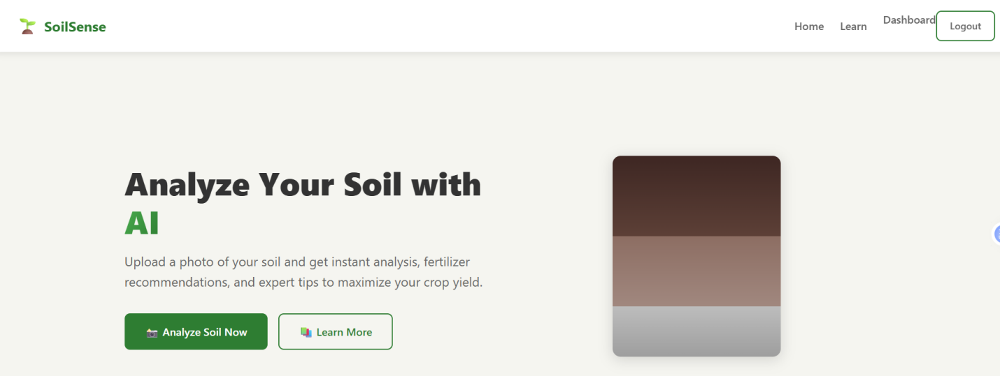 SoilSense
Home Learn Dashboard Logout
Analyze Your Soil with
AI
Upload a photo of your soil and get instant analysis, fertilizer
recommendations, and expert tips to maximize your crop yield.
Analyze Soil Now Learn More